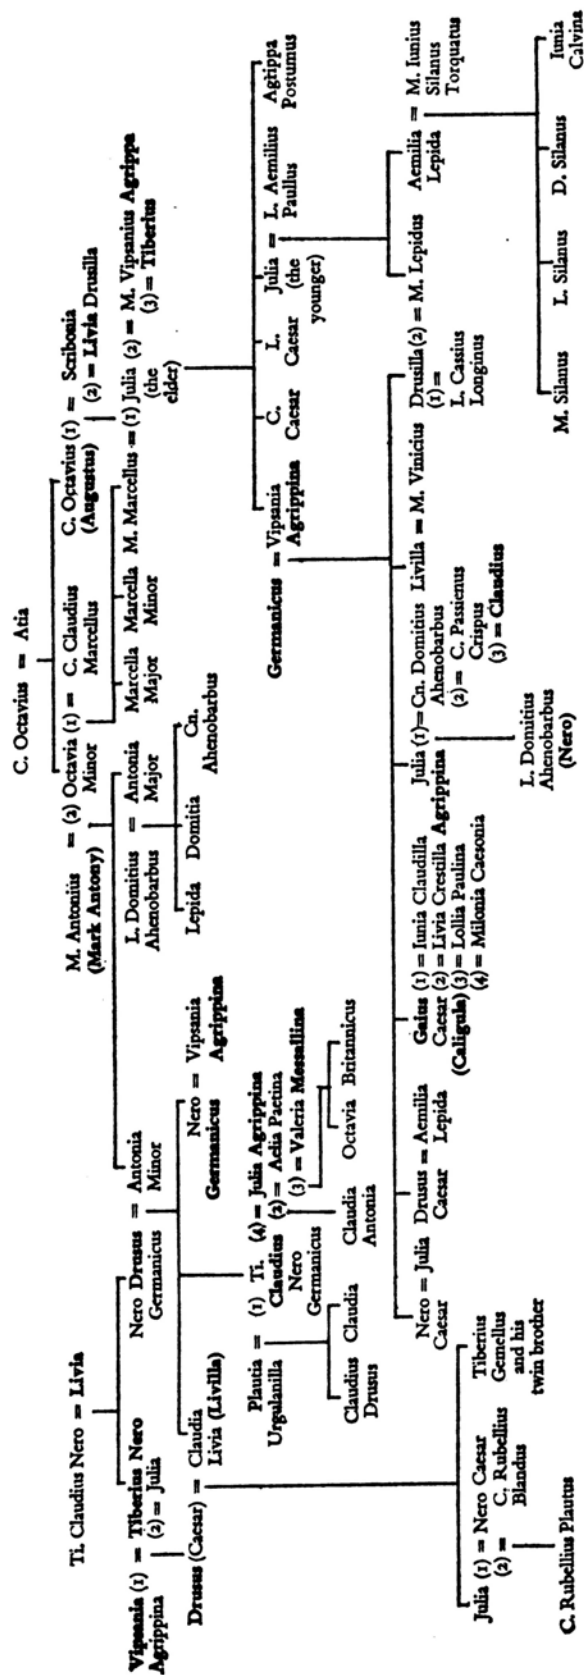 C. Octavius = Atia
Ti. Claudius Nero = Livia
M. Antonius = (2) Octavia (1) = C. Claudius
(Mark Antony) Minor Marcellus
C. Octavius (1) = Scribonia
(Augustus) (2) = Livia Drusilla
Vipsania (1) = Tiberius Nero
Agrippina (2) = Julia
Nero Drusus = Antonia
Germanicus Minor
L. Domitius = Antonia
Ahenobarbus Major
Marcella
Major
Marcella
Minor
M. Marcellus = (1) Julia (2) = M. Vipsanius Agrippa
(the (3) = Tiberius
elder)
Drusus (Caesar) = Claudia
Livia (Livilla)
Nero = Vipsania
Germanicus Agrippina
Lepida Domitia Cn.
Ahenobarbus
Germanicus = Vipsania
Agrippina
C.
Caesar
L.
Caesar
Julia = L. Aemilius
(the Paullus
younger)
Agrippa
Postumus
Plautia = (1) Ti. (4) = Julia Agrippina
Urgulanilla Claudius (2) = Aelia Paetina
Nero (3) = Valeria Messallina
Germanicus
Claudius Claudia
Drusus
Claudia
Antonia
Octavia Britannicus
Nero = Julia
Caesar
Drusus = Aemilia
Caesar Lepida
Gaius (1) = Iunia Claudilla
Caesar (2) = Livia Crestilla
(Caligula) (3) = Lollia Paulina
(4) = Milonia Caesonia
Julia (1) = Cn. Domitius
Agrippina Ahenobarbus
(2) = C. Passienus
Crispus
(3) = Claudius
Livilla = M. Vinicius
Drusilla (2) = M. Lepidus
(1) =
L. Cassius
Longinus
Aemilia = M. Iunius
Lepida Silanus
Torquatus
Julia (1) = Nero Caesar
(2) = C. Rubellius
Blandus
Tiberius
Gemellus
and his
twin brother
L. Domitius
Ahenobarbus
(Nero)
M. Silanus L. Silanus D. Silanus Iunia
Calvina
C. Rubellius Plautus